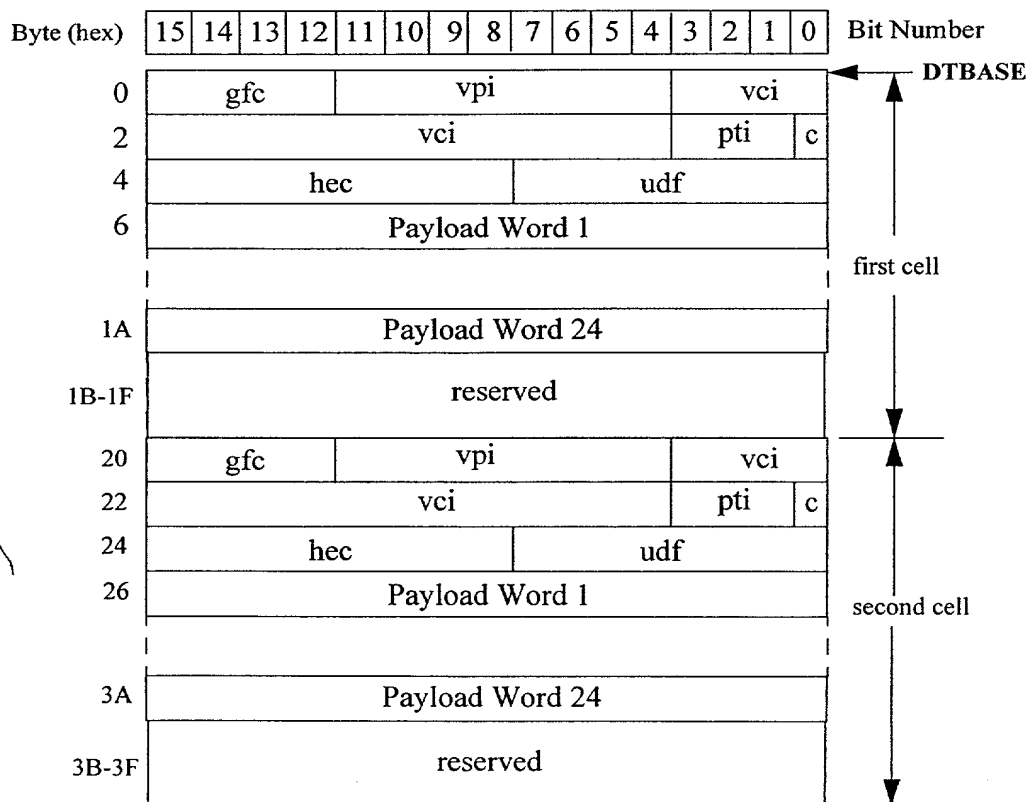 Byte (hex) 15 14 13 12 11 10 9 8 7 6 5 4 3 2 1 0 Bit Number
DTBASE
0 gfc vpi vci
2 vci pti c
4 hec udf
6 Payload Word 1
first cell
1A Payload Word 24
1B-1F reserved
20 gfc vpi vci
22 vci pti c
24 hec udf
26 Payload Word 1
second cell
3A Payload Word 24
3B-3F reserved